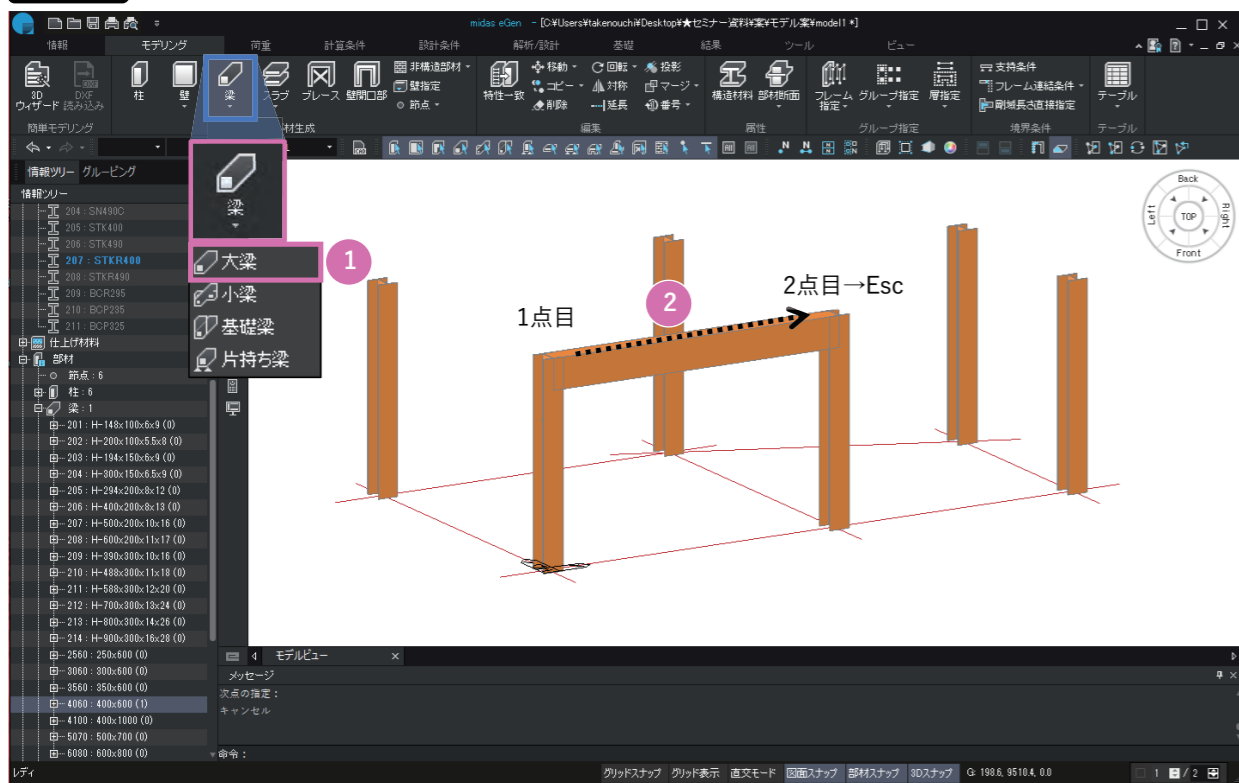 midas eGen - [C:¥Users¥takenouchi¥Desktop¥★セミナー資料¥案¥モデル案¥model1 *]
情報 モデリング 荷重 計算条件 設計条件 解析/設計 基礎 結果 ツール ビュー
3D
ウィザード
DXF
読み込み
柱 壁 梁 スラブ ブレース 壁開口部
非構造部材
壁指定
節点
特性一致
移動 回転 投影
コピー 対称 マージ
削除 延長 番号
構造材料 部材断面
フレーム
指定
グループ指定 層指定
支持条件
フレーム連結条件
剛域長さ直接指定
テーブル
簡単モデリング 材生成 編集 属性 グループ指定 境界条件 テーブル
情報ツリー グルーピング
情報ツリー
204 : SN490C
205 : STK400
206 : STK490
207 : STKR400
208 : STKR490
209 : BCR295
210 : BCP235
211 : BCP325
仕上げ材料
部材
節点 : 6
柱 : 6
梁 : 1
201 : H-148x100x6x9 (0)
202 : H-200x100x5.5x8 (0)
203 : H-194x150x6x9 (0)
204 : H-300x150x6.5x9 (0)
205 : H-294x200x8x12 (0)
206 : H-400x200x8x13 (0)
207 : H-500x200x10x16 (0)
208 : H-600x200x11x17 (0)
209 : H-390x300x10x16 (0)
210 : H-488x300x11x18 (0)
211 : H-588x300x12x20 (0)
212 : H-700x300x13x24 (0)
213 : H-800x300x14x26 (0)
214 : H-900x300x16x28 (0)
2560 : 250x600 (0)
3060 : 300x600 (0)
3560 : 350x600 (0)
4060 : 400x600 (1)
4100 : 400x1000 (0)
5070 : 500x700 (0)
6080 : 600x800 (0)
梁
大梁
小梁
基礎梁
片持ち梁
1
1点目
2
2点目→Esc
Back
Left TOP Right
Front
モデルビュー
メッセージ
次点の指定 :
キャンセル
命令 :
レディ
グリッドスナップ グリッド表示 直交モード 図面スナップ 部材スナップ 3Dスナップ G: 198.6, 9510.4, 0.0
1 / 2